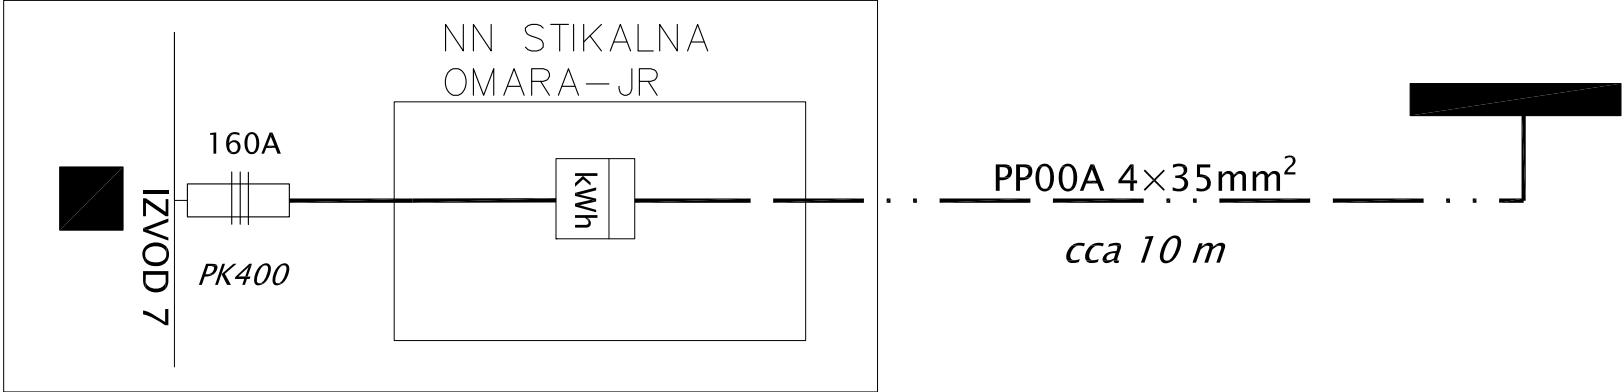 NN STIKALNA
OMARA-JR
160A
IZVOD 7
PK400
kWh
PP00A 4×35mm²
cca 10 m